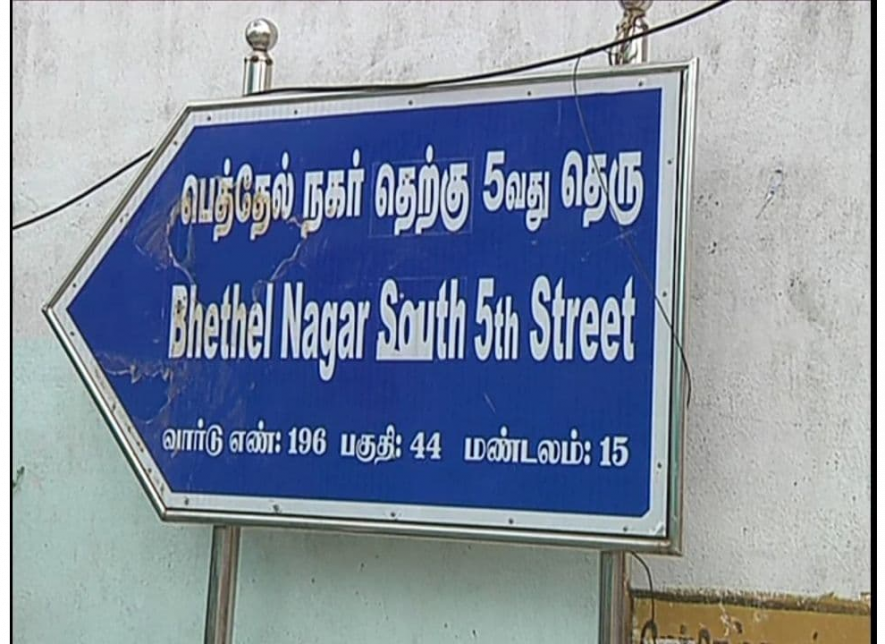 பெத்தேல் நகர் தெற்கு 5வது தெரு
Bhethel Nagar South 5th Street
வார்டு எண்: 196 பகுதி: 44 மண்டலம்: 15